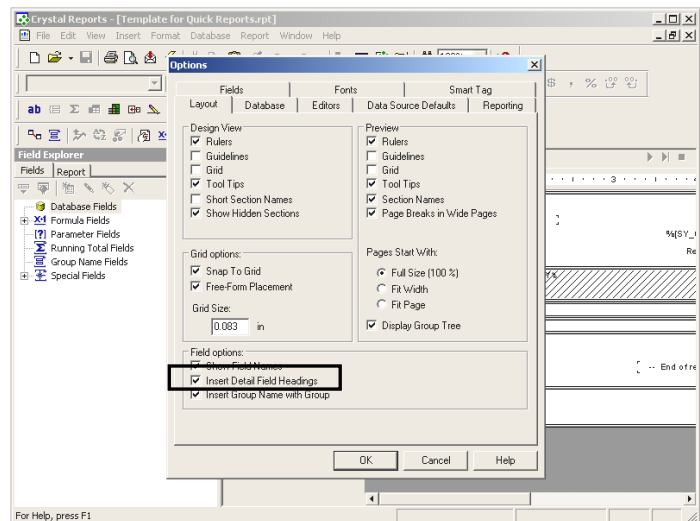 Crystal Reports - [Template for Quick Reports.rpt]
File Edit View Insert Format Database Report Window Help
Options
Fields Fonts Smart Tag
Layout Database Editors Data Source Defaults Reporting
Design View
Rulers
Guidelines
Grid
Tool Tips
Short Section Names
Show Hidden Sections
Preview
Rulers
Guidelines
Grid
Tool Tips
Section Names
Page Breaks in Wide Pages
Grid options:
Snap To Grid
Free-Form Placement
Grid Size:
0.083 in
Pages Start With:
Full Size (100 %)
Fit Width
Fit Page
Display Group Tree
Field options:
Show Field Names
Insert Detail Field Headings
Insert Group Name with Group
OK Cancel Help
Field Explorer
Fields Report
Database Fields
Formula Fields
Parameter Fields
Running Total Fields
Group Name Fields
Special Fields
3
%[SY_
Re
-- End of re
For Help, press F1